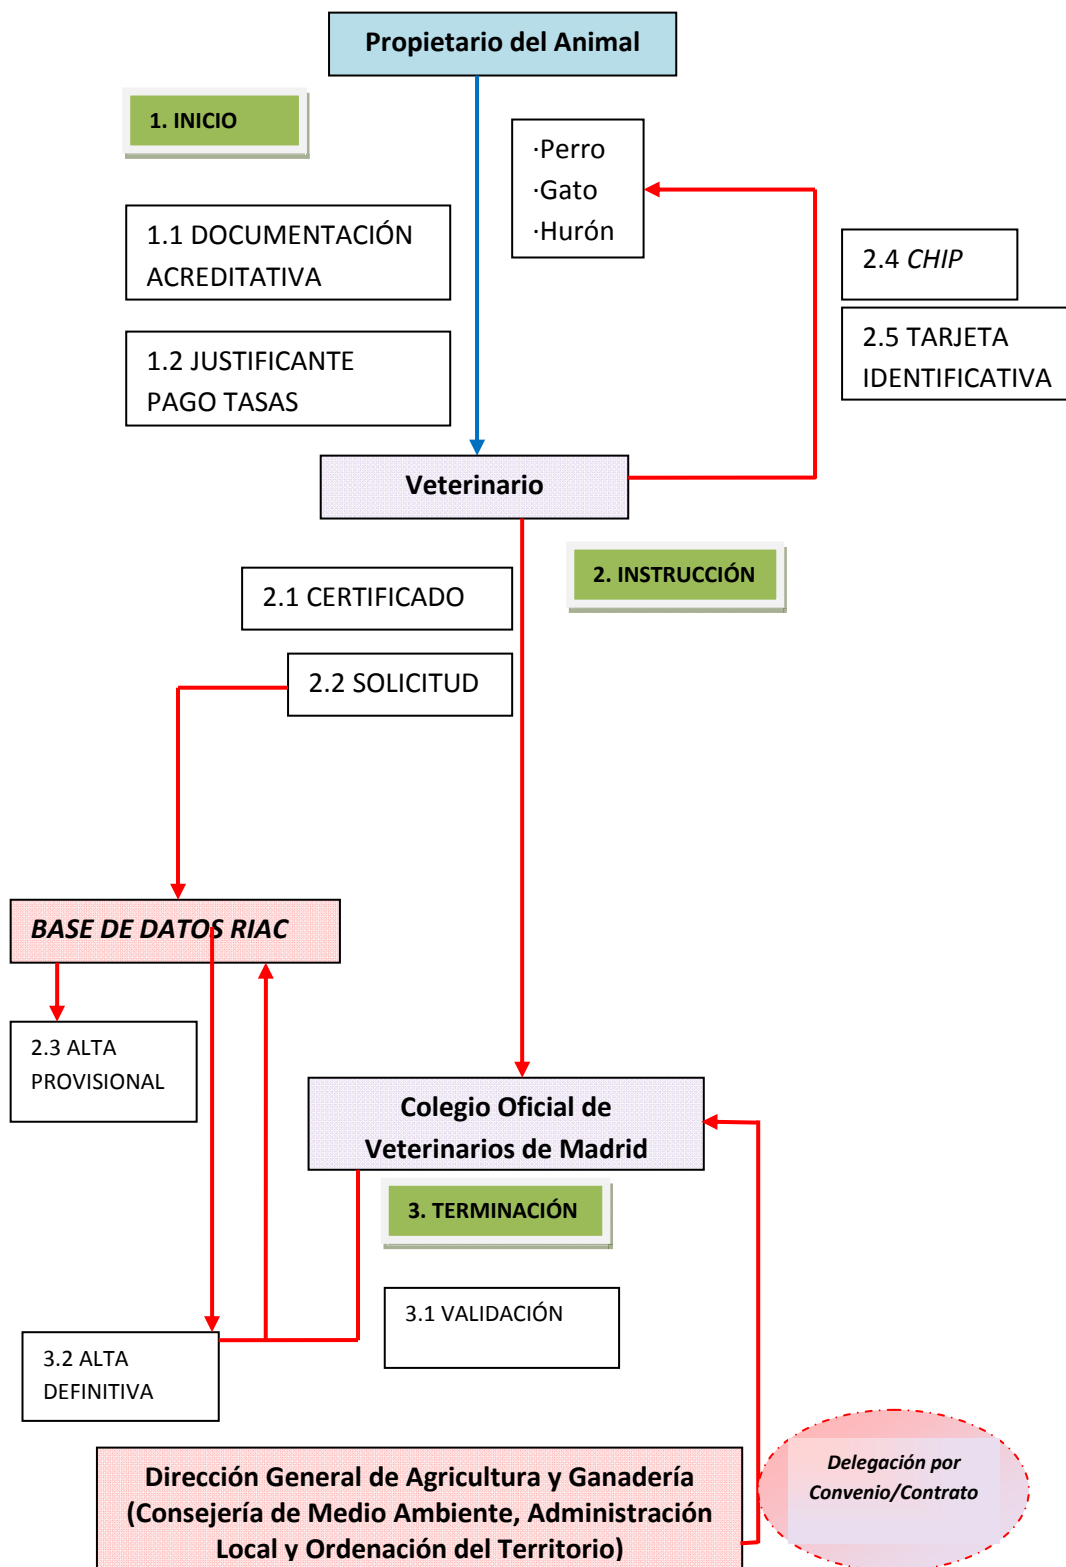 Propietario del Animal
1. INICIO
·Perro
·Gato
·Hurón
1.1 DOCUMENTACIÓN
ACREDITATIVA
2.4 CHIP
1.2 JUSTIFICANTE
PAGO TASAS
2.5 TARJETA
IDENTIFICATIVA
Veterinario
2. INSTRUCCIÓN
2.1 CERTIFICADO
2.2 SOLICITUD
BASE DE DATOS RIAC
2.3 ALTA
PROVISIONAL
Colegio Oficial de
Veterinarios de Madrid
3. TERMINACIÓN
3.1 VALIDACIÓN
3.2 ALTA
DEFINITIVA
Dirección General de Agricultura y Ganadería
(Consejería de Medio Ambiente, Administración
Local y Ordenación del Territorio)
Delegación por
Convenio/Contrato